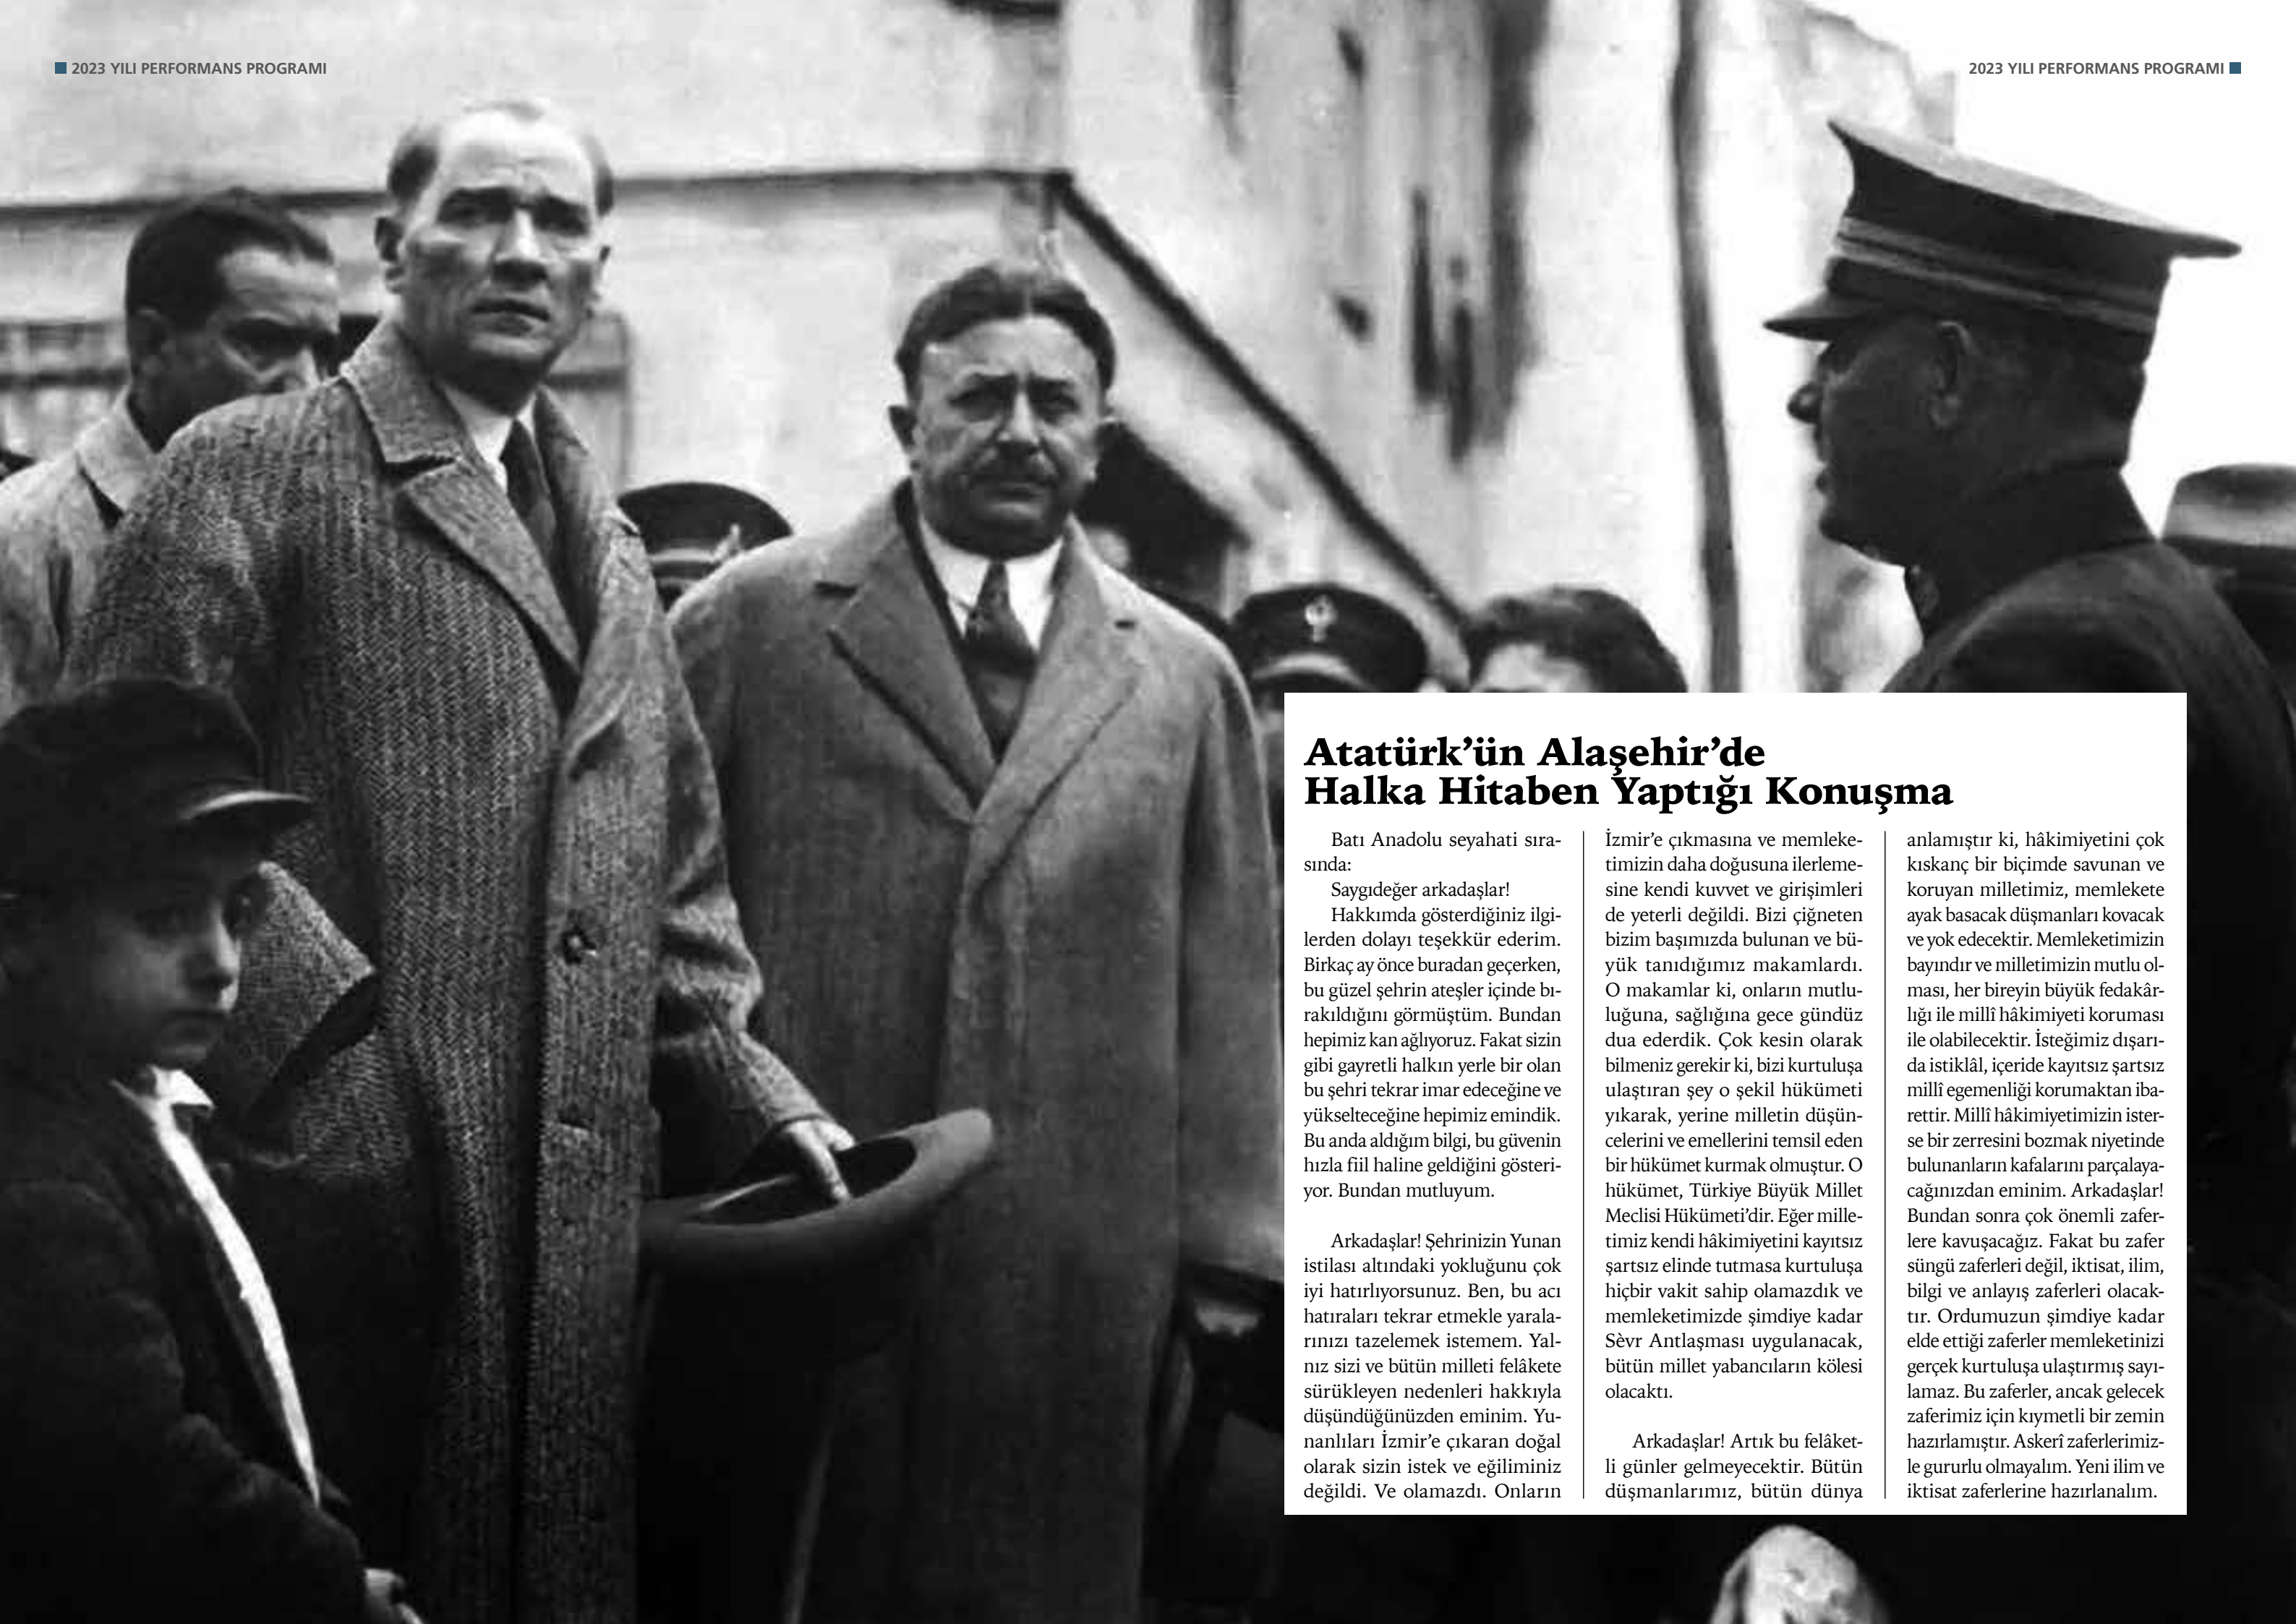 2023 YILI PERFORMANS PROGRAMI
2023 YILI PERFORMANS PROGRAMI
Atatürk’ün Alaşehir’de
Halka Hitaben Yaptığı Konuşma
Batı Anadolu seyahati sıra-
sında:
Saygıdeğer arkadaşlar!
Hakkımda gösterdiğiniz ilgi-
lerden dolayı teşekkür ederim.
Birkaç ay önce buradan geçerken,
bu güzel şehrin ateşler içinde bı-
rakıldığını görmüştüm. Bundan
hepimiz kan ağlıyoruz. Fakat sizin
gibi gayretli halkın yerle bir olan
bu şehri tekrar imar edeceğine ve
yükselteceğine hepimiz emindik.
Bu anda aldığım bilgi, bu güvenin
hızla fiil haline geldiğini gösteri-
yor. Bundan mutluyum.
Arkadaşlar! Şehrinizin Yunan
istilası altındaki yokluğunu çok
iyi hatırlıyorsunuz. Ben, bu acı
hatıraları tekrar etmekle yarala-
rınızı tazelemek istemem. Yal-
nız sizi ve bütün milleti felâkete
sürükleyen nedenleri hakkıyla
düşündüğünüzden eminim. Yu-
nanlıları İzmir’e çıkaran doğal
olarak sizin istek ve eğiliminiz
değildi. Ve olamazdı. Onların
İzmir’e çıkmasına ve memleke-
timizin daha doğusuna ilerleme-
sine kendi kuvvet ve girişimleri
de yeterli değildi. Bizi çiğneten
bizim başımızda bulunan ve bü-
yük tanıdığımız makamlardı.
O makamlar ki, onların mutlu-
luğuna, sağlığına gece gündüz
dua ederdik. Çok kesin olarak
bilmeniz gerekir ki, bizi kurtuluşa
ulaştıran şey o şekil hükümeti
yıkarak, yerine milletin düşün-
celerini ve emellerini temsil eden
bir hükümet kurmak olmuştur. O
hükümet, Türkiye Büyük Millet
Meclisi Hükümeti’dir. Eğer mille-
timiz kendi hâkimiyetini kayıtsız
şartsız elinde tutmasa kurtuluşa
hiçbir vakit sahip olamazdık ve
memleketimizde şimdiye kadar
Sèvr Antlaşması uygulanacak,
bütün millet yabancıların kölesi
olacaktı.
Arkadaşlar! Artık bu felâket-
li günler gelmeyecektir. Bütün
düşmanlarımız, bütün dünya
anlamıştır ki, hâkimiyetini çok
kıskanç bir biçimde savunan ve
koruyan milletimiz, memlekete
ayak basacak düşmanları kovacak
ve yok edecektir. Memleketimizin
bayındır ve milletimizin mutlu ol-
ması, her bireyin büyük fedakâr-
lığı ile millî hâkimiyeti koruması
ile olabilecektir. İsteğimiz dışarı-
da istiklâl, içeride kayıtsız şartsız
millî egemenliği korumaktan iba-
rettir. Millî hâkimiyetimizin ister-
se bir zerresini bozmak niyetinde
bulunanların kafalarını parçalaya-
cağınızdan eminim. Arkadaşlar!
Bundan sonra çok önemli zafer-
lere kavuşacağız. Fakat bu zafer
süngü zaferleri değil, iktisat, ilim,
bilgi ve anlayış zaferleri olacak-
tır. Ordumuzun şimdiye kadar
elde ettiği zaferler memleketinizi
gerçek kurtuluşa ulaştırmış sayı-
lamaz. Bu zaferler, ancak gelecek
zaferimiz için kıymetli bir zemin
hazırlamıştır. Askerî zaferlerimiz-
le gururlu olmayalım. Yeni ilim ve
iktisat zaferlerine hazırlanalım.